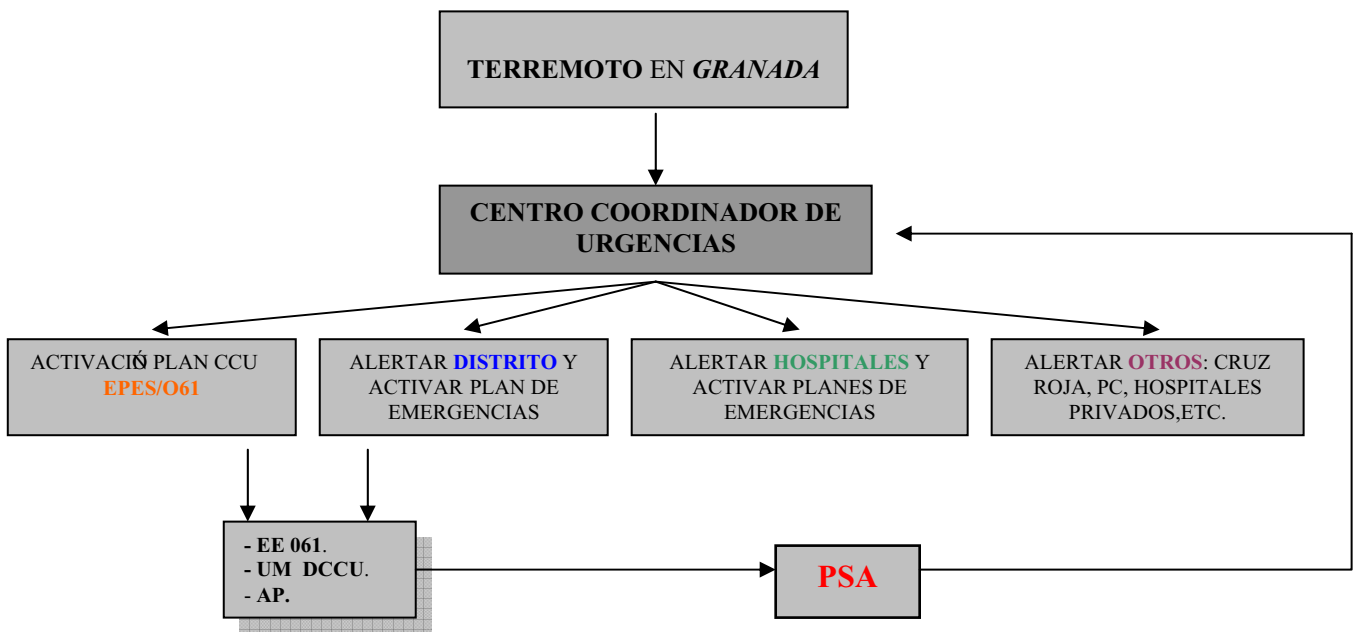 TERREMOTO EN GRANADA
CENTRO COORDINADOR DE
URGENCIAS
ACTIVACIÓN PLAN CCU
EPES/O61
ALERTAR DISTRITO Y
ACTIVAR PLAN DE
EMERGENCIAS
ALERTAR HOSPITALES Y
ACTIVAR PLANES DE
EMERGENCIAS
ALERTAR OTROS: CRUZ
ROJA, PC, HOSPITALES
PRIVADOS,ETC.
- EE 061.
- UM DCCU.
- AP.
PSA